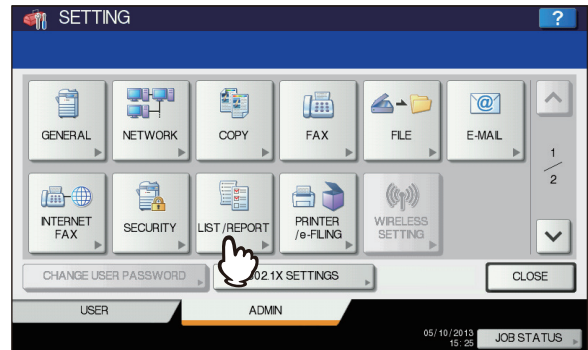 SETTING
?
GENERAL
NETWORK
COPY
FAX
FILE
E-MAIL
1
2
INTERNET
FAX
SECURITY
LIST/REPORT
PRINTER
/e-FILING
WIRELESS
SETTING
CHANGE USER PASSWORD
02.1X SETTINGS
CLOSE
USER
ADMIN
05/10/2013
15:25
JOB STATUS